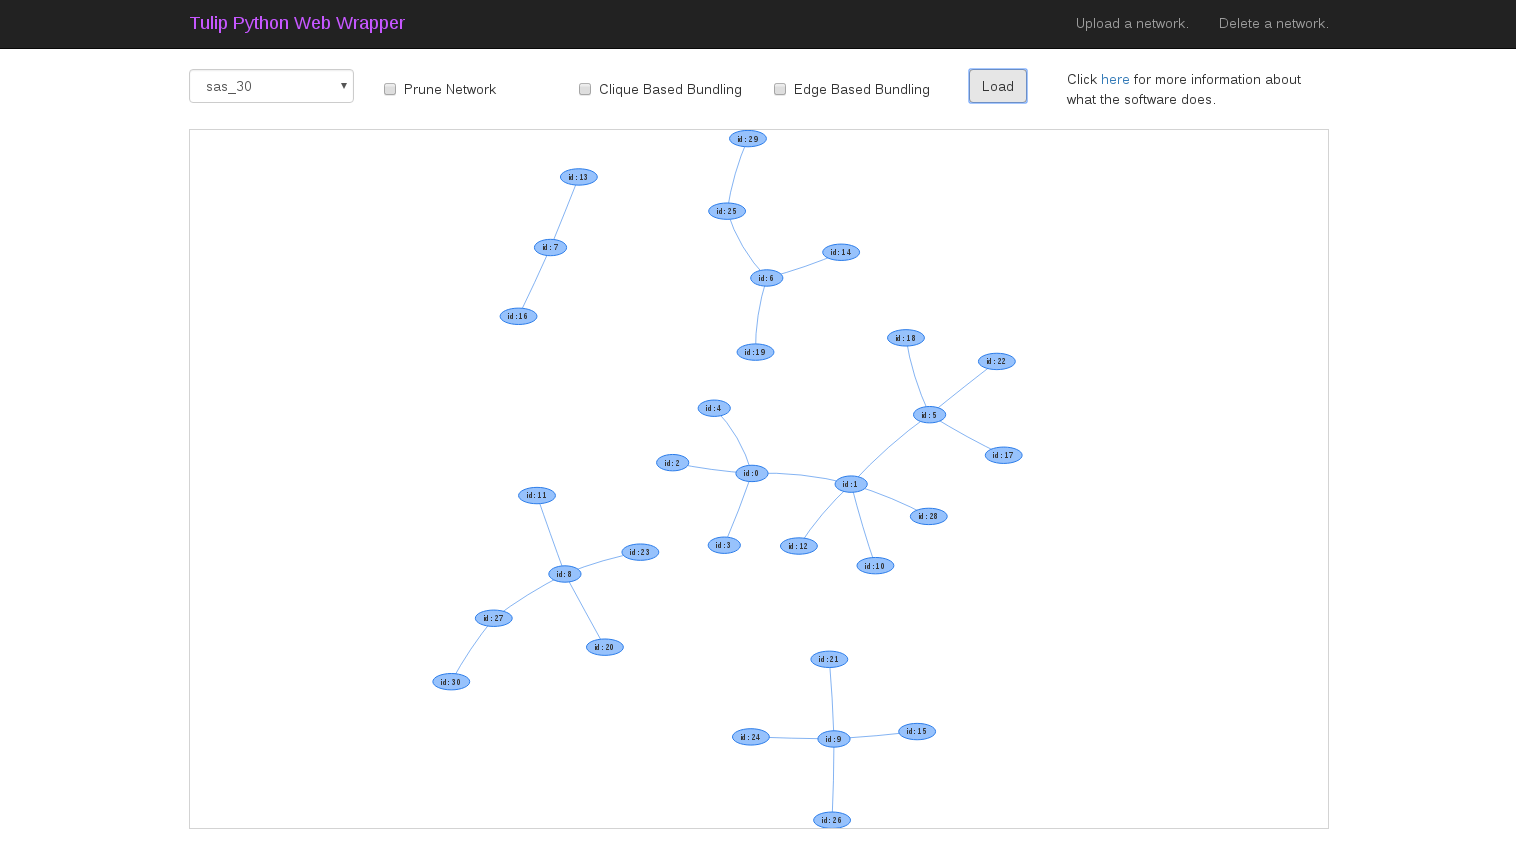 Tulip Python Web Wrapper
Upload a network. Delete a network.
sas_30
Prune Network
Clique Based Bundling
Edge Based Bundling
Load
Click here for more information about
what the software does.
id:29
id:13
id:25
id:7
id:14
id:6
id:16
id:19
id:18
id:22
id:4
id:5
id:17
id:2
id:0
id:1
id:11
id:28
id:3
id:12
id:23
id:10
id:8
id:27
id:20
id:21
id:30
id:15
id:24
id:9
id:26